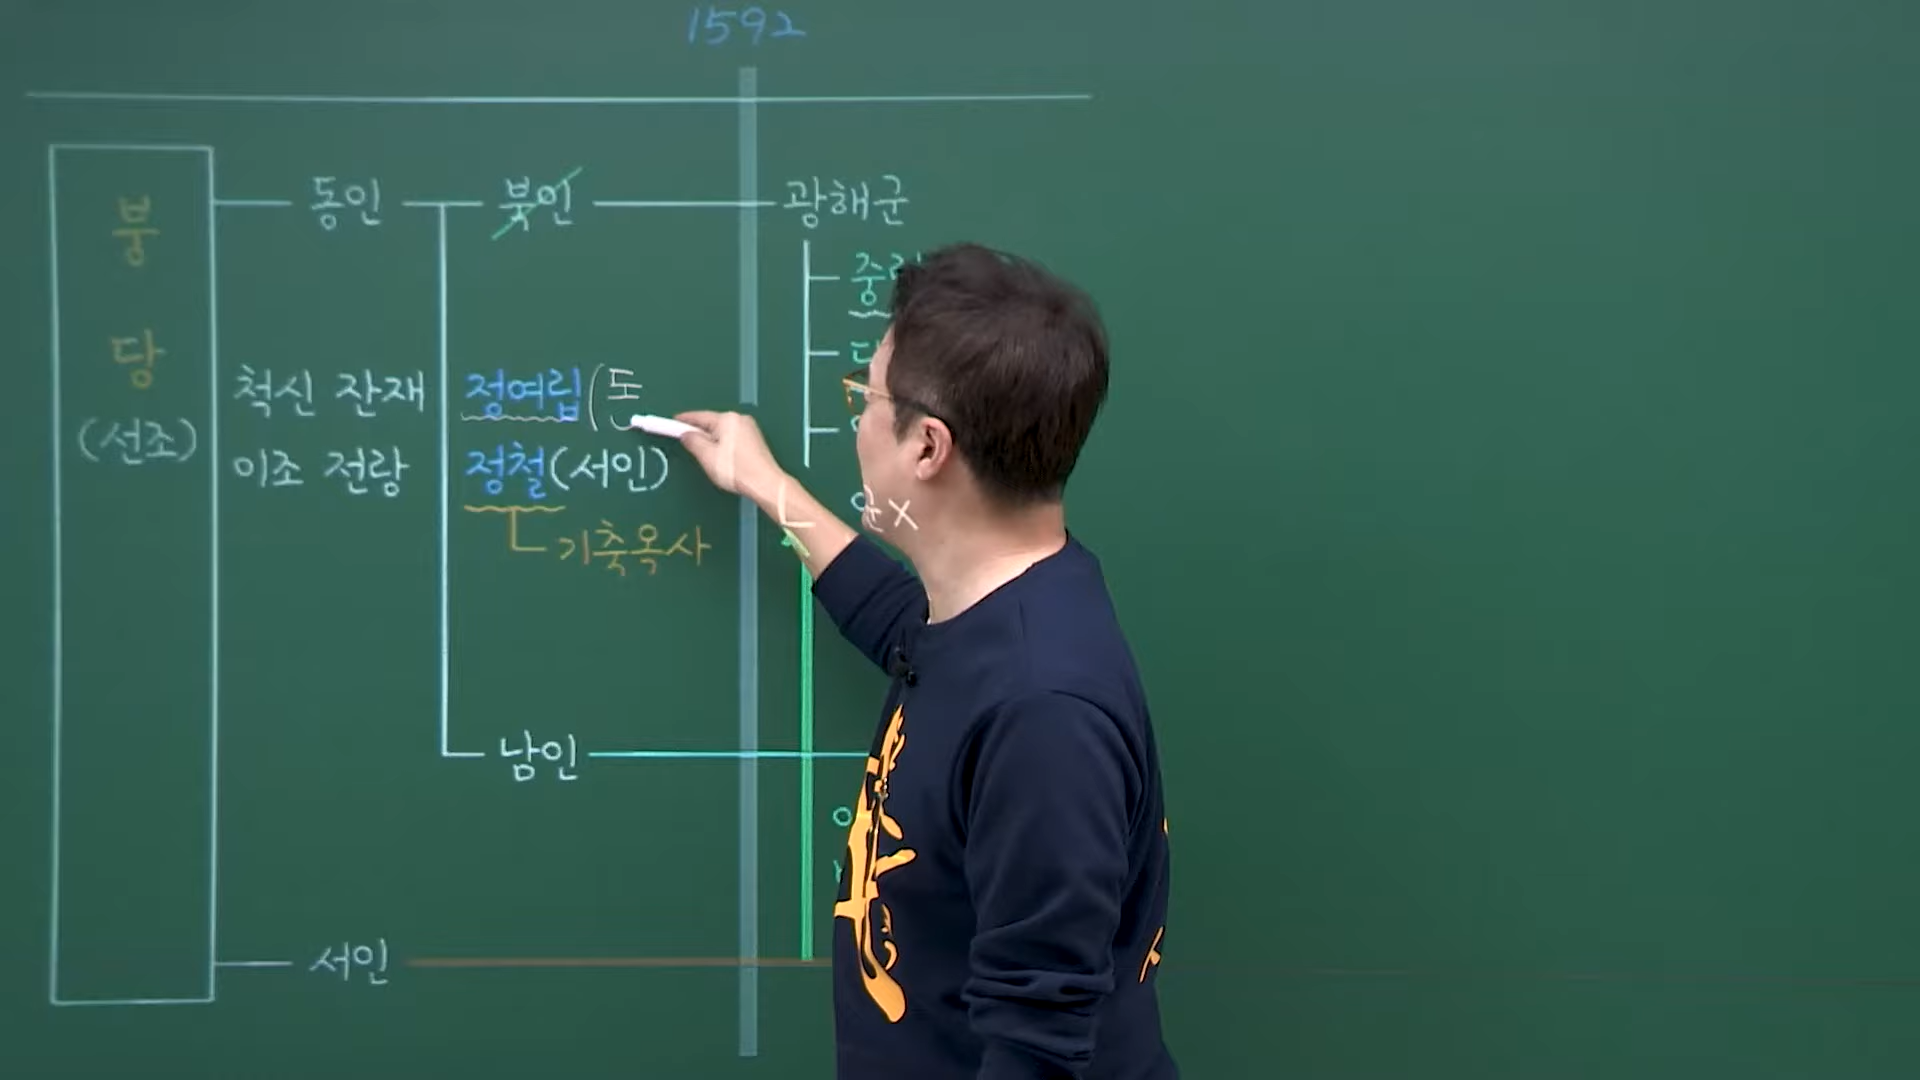 1592
붕
당
(선조)
동인
북인
광해군
척신 잔재
이조 전랑
정여립(
정철(서인)
기축옥사
남인
서인